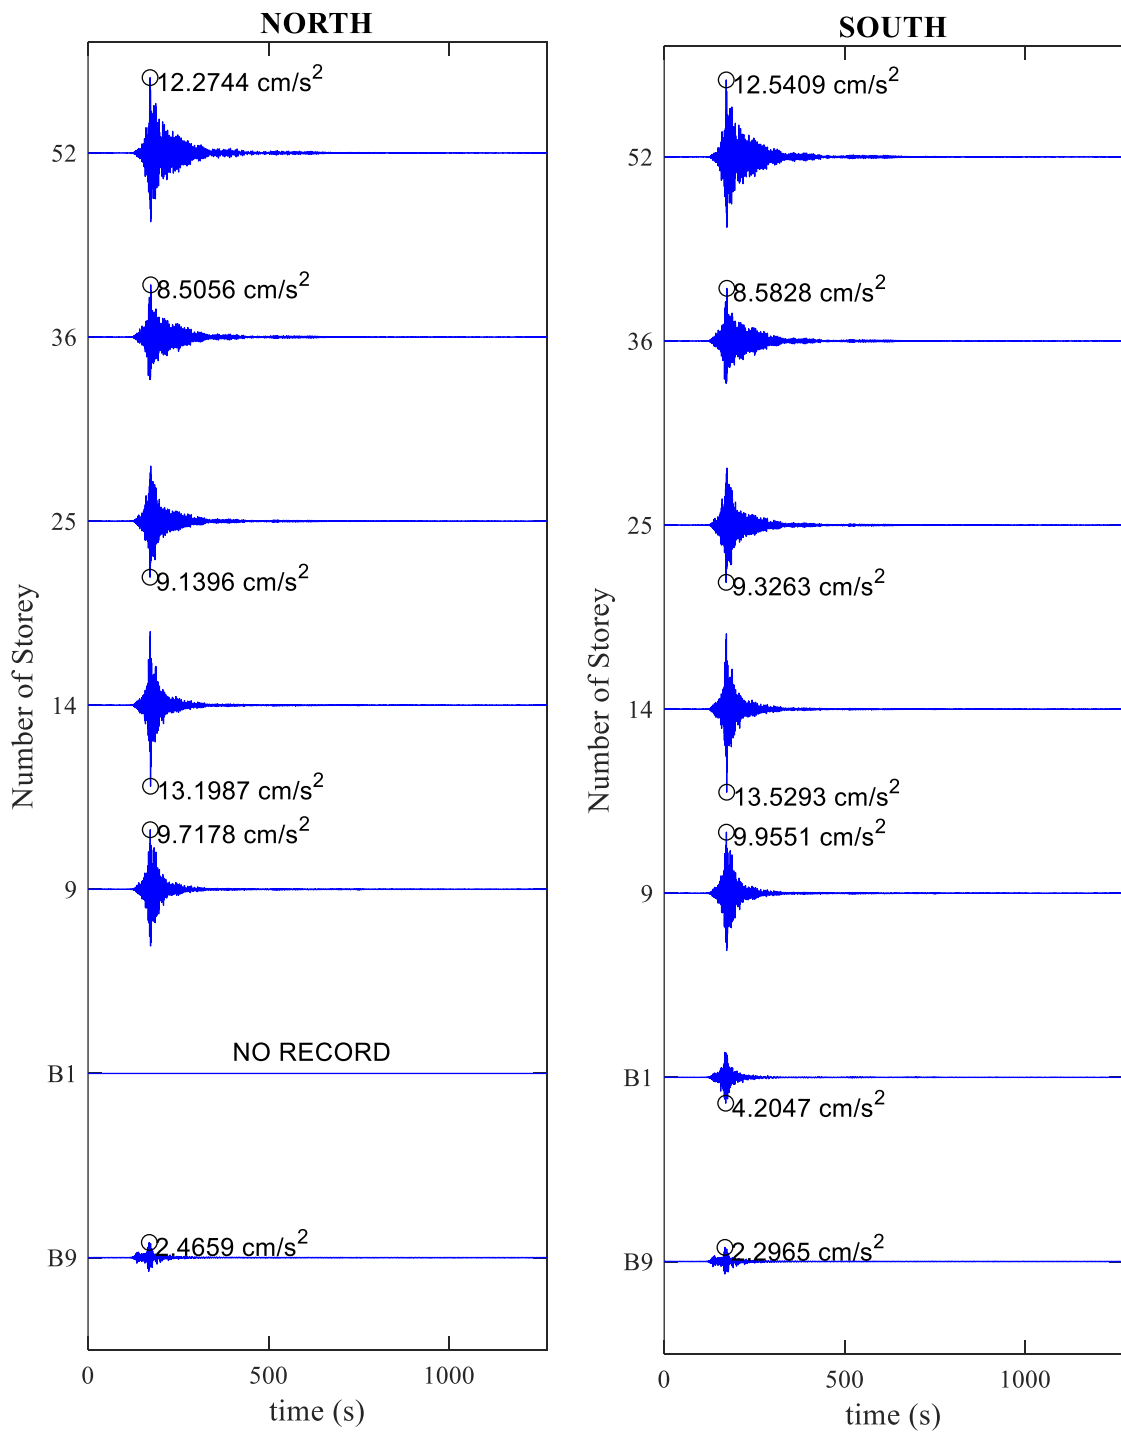 NORTH
12.2744 cm/s²
52
8.5056 cm/s²
36
25
9.1396 cm/s²
14
13.1987 cm/s²
9.7178 cm/s²
9
NO RECORD
B1
2.4659 cm/s²
B9
Number of Storey
0 500 1000
time (s)
SOUTH
12.5409 cm/s²
52
8.5828 cm/s²
36
25
9.3263 cm/s²
14
13.5293 cm/s²
9.9551 cm/s²
9
B1
4.2047 cm/s²
2.2965 cm/s²
B9
Number of Storey
0 500 1000
time (s)